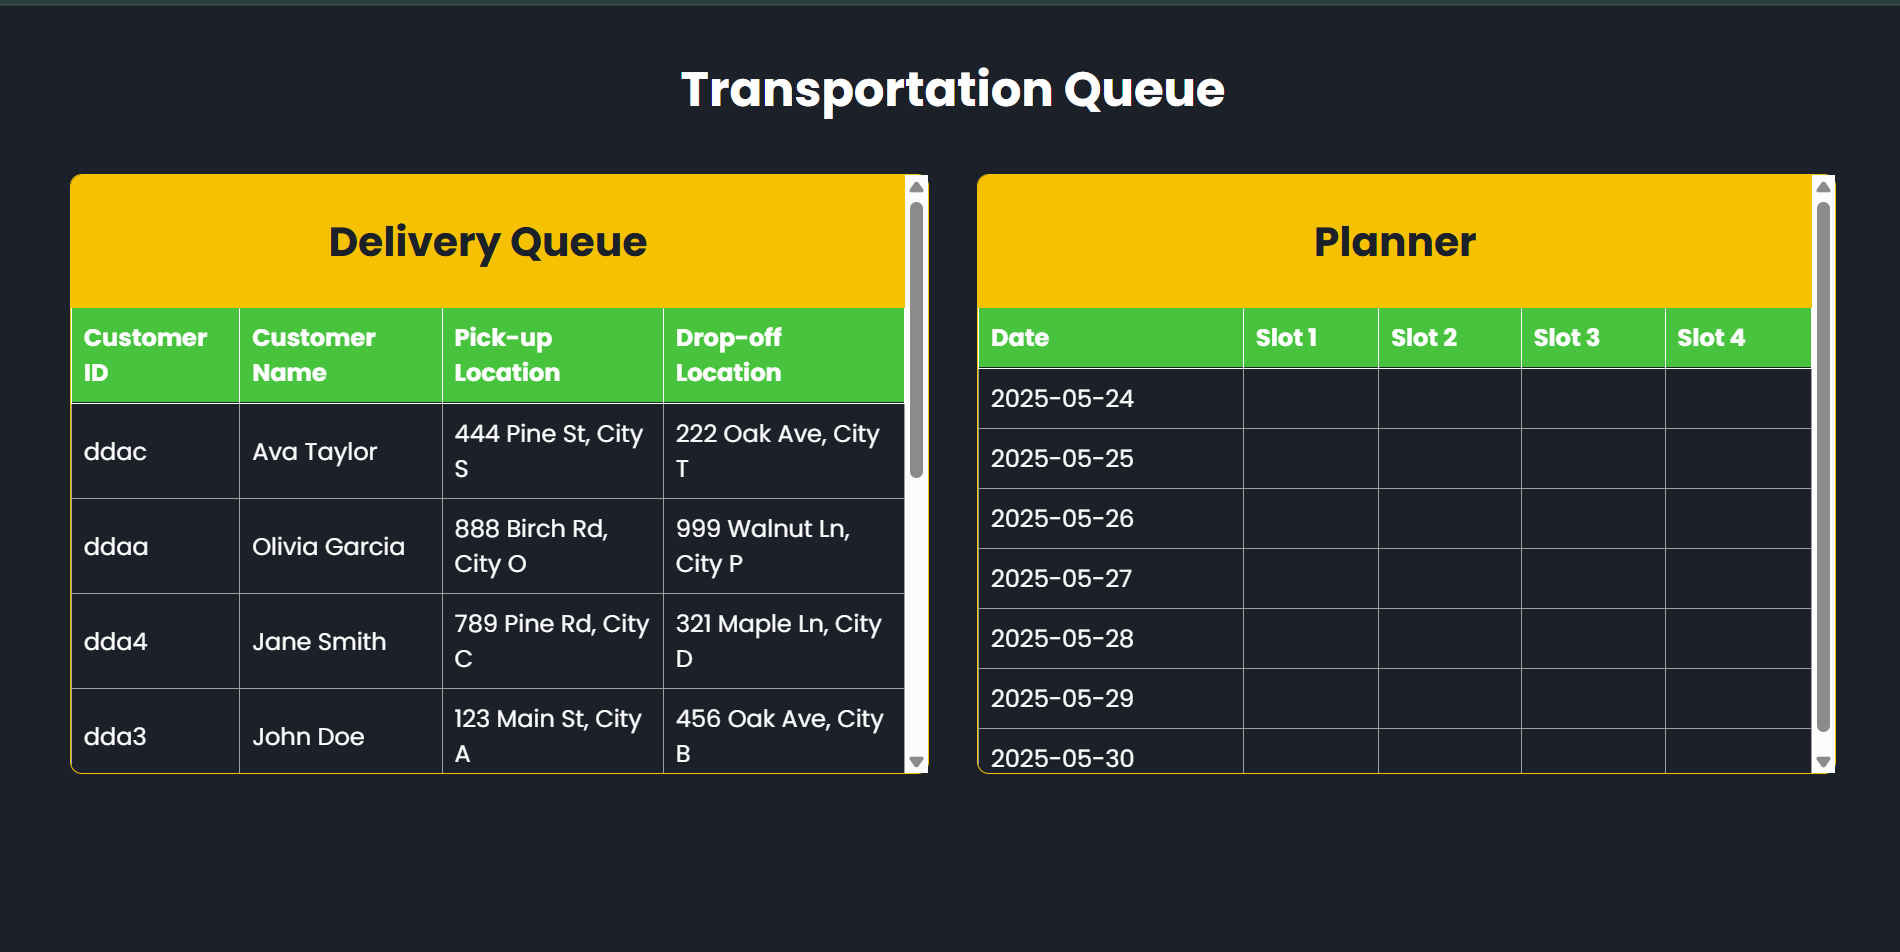 Transportation Queue
Delivery Queue
Customer ID Customer Name Pick-up Location Drop-off Location
ddac Ava Taylor 444 Pine St, City S 222 Oak Ave, City T
ddaa Olivia Garcia 888 Birch Rd, City O 999 Walnut Ln, City P
dda4 Jane Smith 789 Pine Rd, City C 321 Maple Ln, City D
dda3 John Doe 123 Main St, City A 456 Oak Ave, City B
Planner
Date Slot 1 Slot 2 Slot 3 Slot 4
2025-05-24
2025-05-25
2025-05-26
2025-05-27
2025-05-28
2025-05-29
2025-05-30